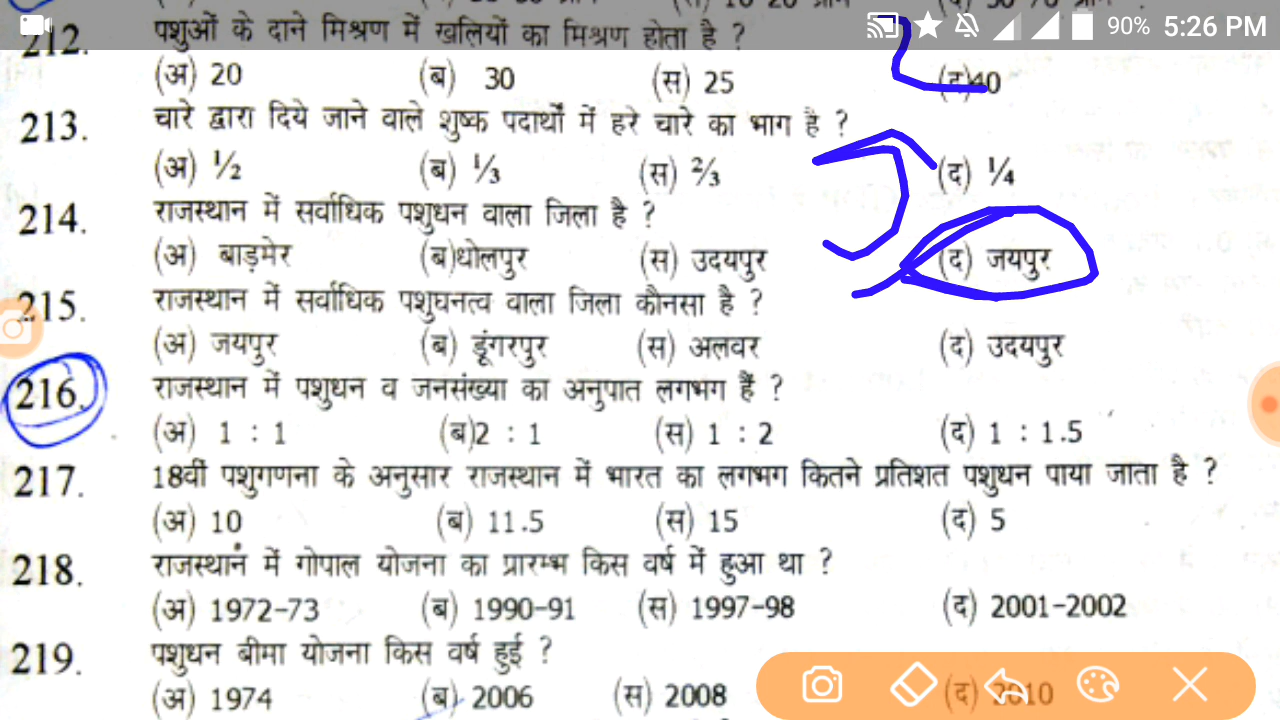 90% 5:26 PM
212. पशुओं के दाने मिश्रण में खलियों का मिश्रण होता है ?
(अ) 20 (ब) 30 (स) 25 (द) 40
213. चारे द्वारा दिये जाने वाले शुष्क पदार्थों में हरे चारे का भाग है ?
(अ) ½ (ब) ⅓ (स) ⅔ (द) ¼
214. राजस्थान में सर्वाधिक पशुधन वाला जिला है ?
(अ) बाड़मेर (ब)धोलपुर (स) उदयपुर (द) जयपुर
215. राजस्थान में सर्वाधिक पशुघनत्व वाला जिला कौनसा है ?
(अ) जयपुर (ब) डूंगरपुर (स) अलवर (द) उदयपुर
216. राजस्थान में पशुधन व जनसंख्या का अनुपात लगभग हैं ?
(अ) 1 : 1 (ब)2 : 1 (स) 1 : 2 (द) 1 : 1.5
217. 18वीं पशुगणना के अनुसार राजस्थान में भारत का लगभग कितने प्रतिशत पशुधन पाया जाता है ?
(अ) 10 (ब) 11.5 (स) 15 (द) 5
218. राजस्थान में गोपाल योजना का प्रारम्भ किस वर्ष में हुआ था ?
(अ) 1972-73 (ब) 1990-91 (स) 1997-98 (द) 2001-2002
219. पशुधन बीमा योजना किस वर्ष हुई ?
(अ) 1974 (ब) 2006 (स) 2008 (द) 2010